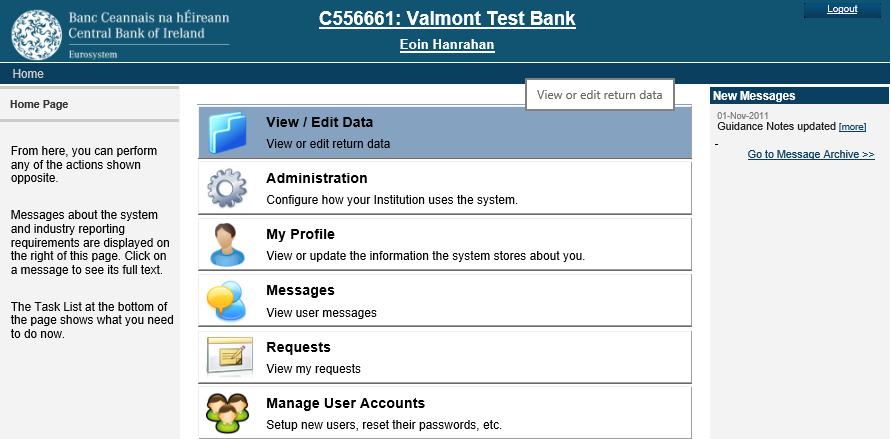 Banc Ceannais na hÉireann
Central Bank of Ireland
Eurosystem
C556661: Valmont Test Bank
Eoin Hanrahan
Logout
Home
Home Page
From here, you can perform
any of the actions shown
opposite.
Messages about the system
and industry reporting
requirements are displayed on
the right of this page. Click on
a message to see its full text.
The Task List at the bottom of
the page shows what you need
to do now.
View or edit return data
View / Edit Data
View or edit return data
Administration
Configure how your Institution uses the system.
My Profile
View or update the information the system stores about you.
Messages
View user messages
Requests
View my requests
Manage User Accounts
Setup new users, reset their passwords, etc.
New Messages
01-Nov-2011
Guidance Notes updated [more]
-
Go to Message Archive >>